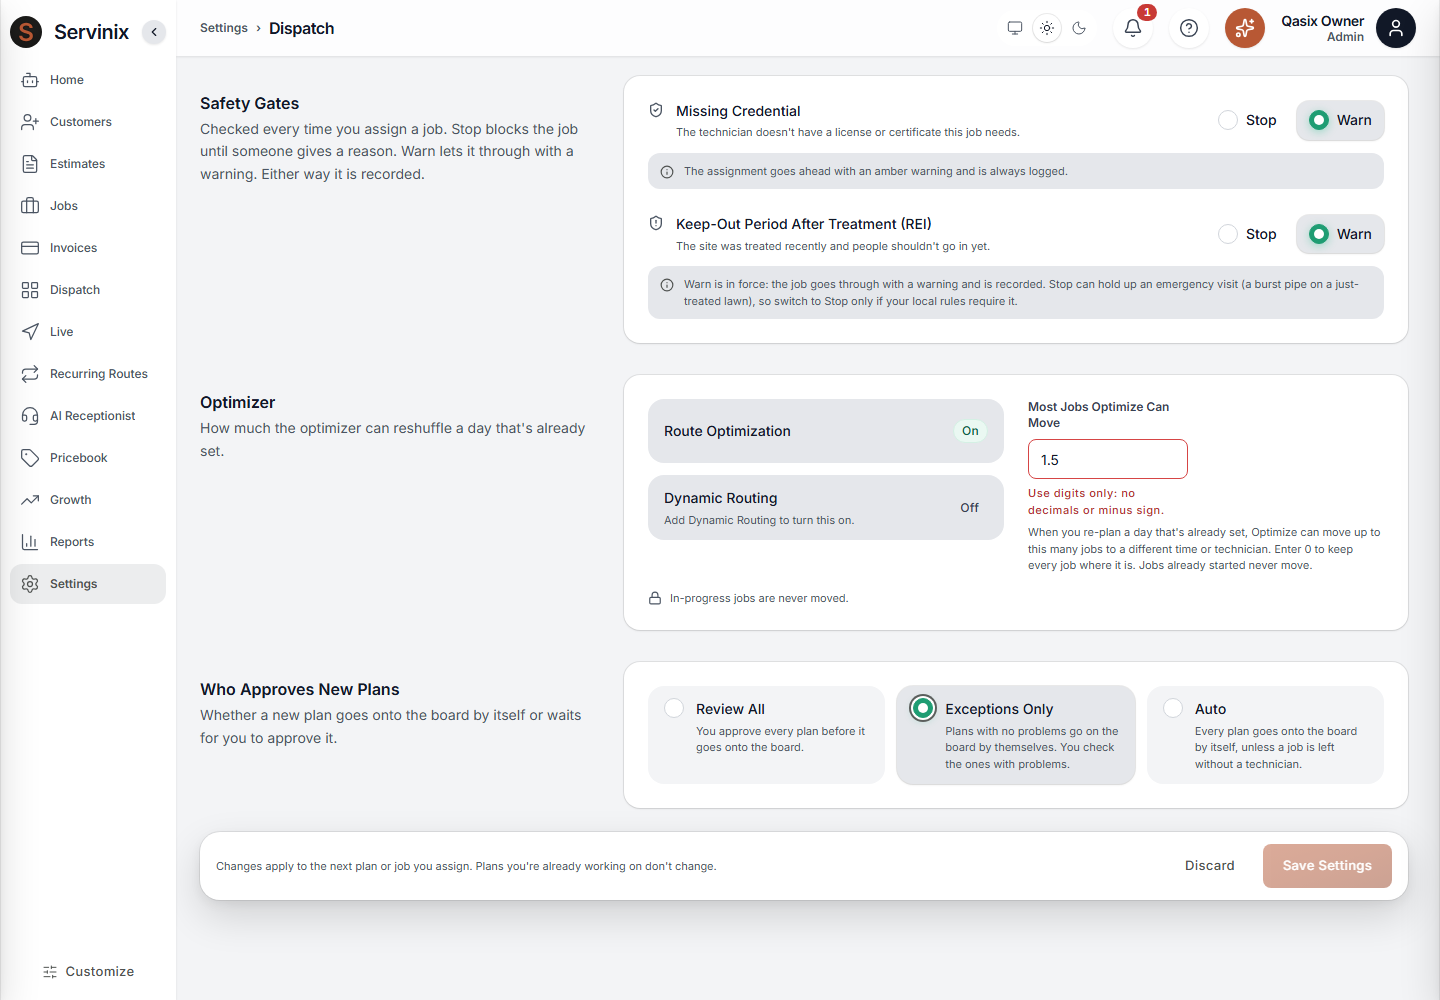 S Servinix
Settings › Dispatch
1
Qasix Owner
Admin
Home
Customers
Estimates
Jobs
Invoices
Dispatch
Live
Recurring Routes
AI Receptionist
Pricebook
Growth
Reports
Settings
Customize
Safety Gates
Checked every time you assign a job. Stop blocks the job
until someone gives a reason. Warn lets it through with a
warning. Either way it is recorded.
Missing Credential
The technician doesn't have a license or certificate this job needs.
Stop
Warn
The assignment goes ahead with an amber warning and is always logged.
Keep-Out Period After Treatment (REI)
The site was treated recently and people shouldn't go in yet.
Stop
Warn
Warn is in force: the job goes through with a warning and is recorded. Stop can hold up an emergency visit (a burst pipe on a just-
treated lawn), so switch to Stop only if your local rules require it.
Optimizer
How much the optimizer can reshuffle a day that's already
set.
Route Optimization
On
Dynamic Routing
Add Dynamic Routing to turn this on.
Off
Most Jobs Optimize Can
Move
1.5
Use digits only: no
decimals or minus sign.
When you re-plan a day that's already set, Optimize can move up to
this many jobs to a different time or technician. Enter 0 to keep
every job where it is. Jobs already started never move.
In-progress jobs are never moved.
Who Approves New Plans
Whether a new plan goes onto the board by itself or waits
for you to approve it.
Review All
You approve every plan before it
goes onto the board.
Exceptions Only
Plans with no problems go on the
board by themselves. You check
the ones with problems.
Auto
Every plan goes onto the board
by itself, unless a job is left
without a technician.
Changes apply to the next plan or job you assign. Plans you're already working on don't change.
Discard
Save Settings